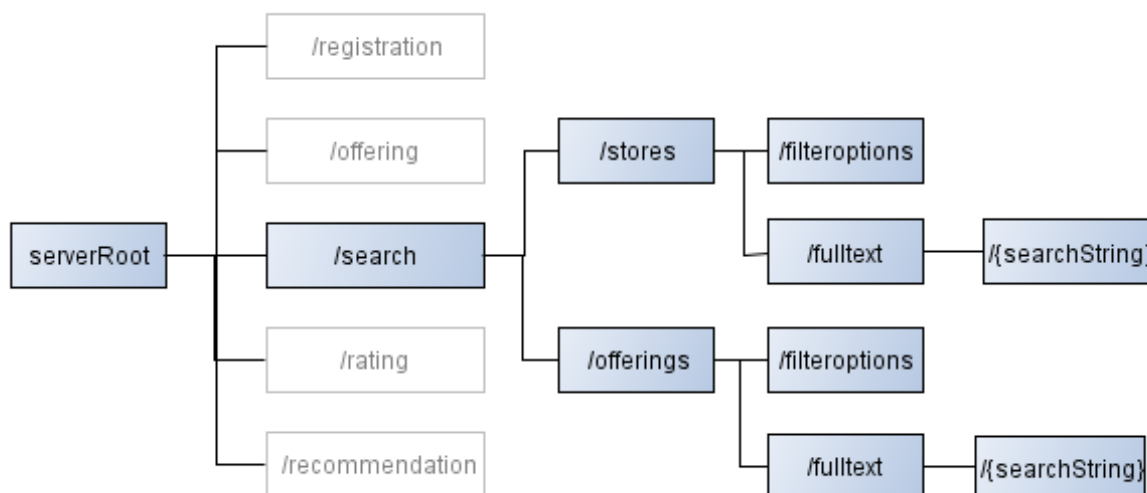 /registration
/offering
/stores
/filteroptions
serverRoot
/search
/fulltext
/{searchString}
/rating
/offerings
/filteroptions
/recommendation
/fulltext
/{searchString}